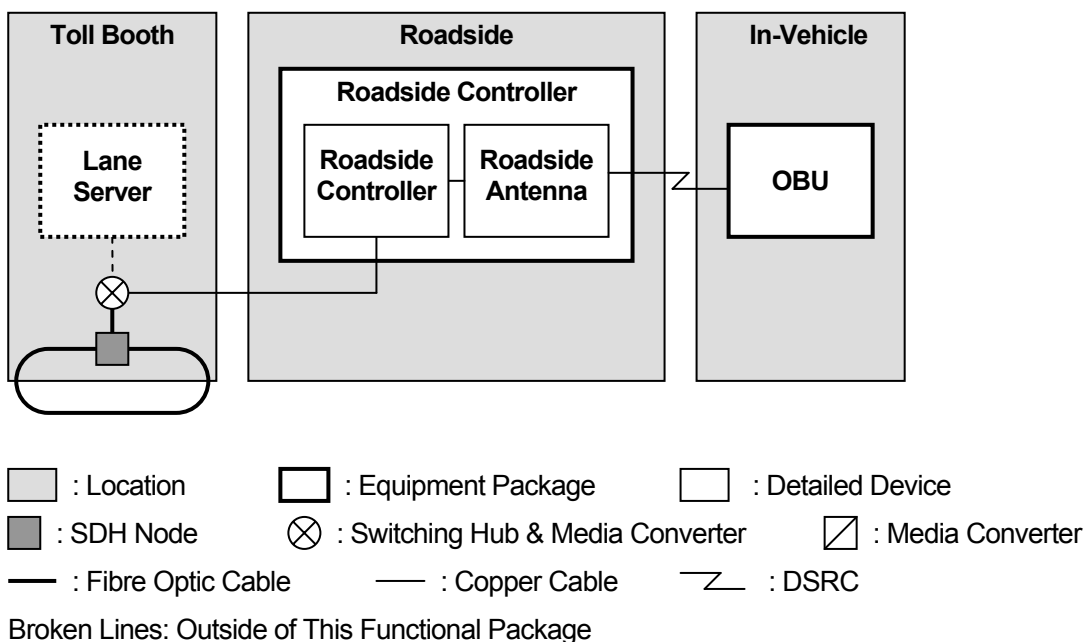 Toll Booth
Roadside
In-Vehicle
Roadside Controller
Lane
Server
Roadside
Controller
Roadside
Antenna
OBU
: Location
: Equipment Package
: Detailed Device
: SDH Node
: Switching Hub & Media Converter
: Media Converter
: Fibre Optic Cable
: Copper Cable
: DSRC
Broken Lines: Outside of This Functional Package